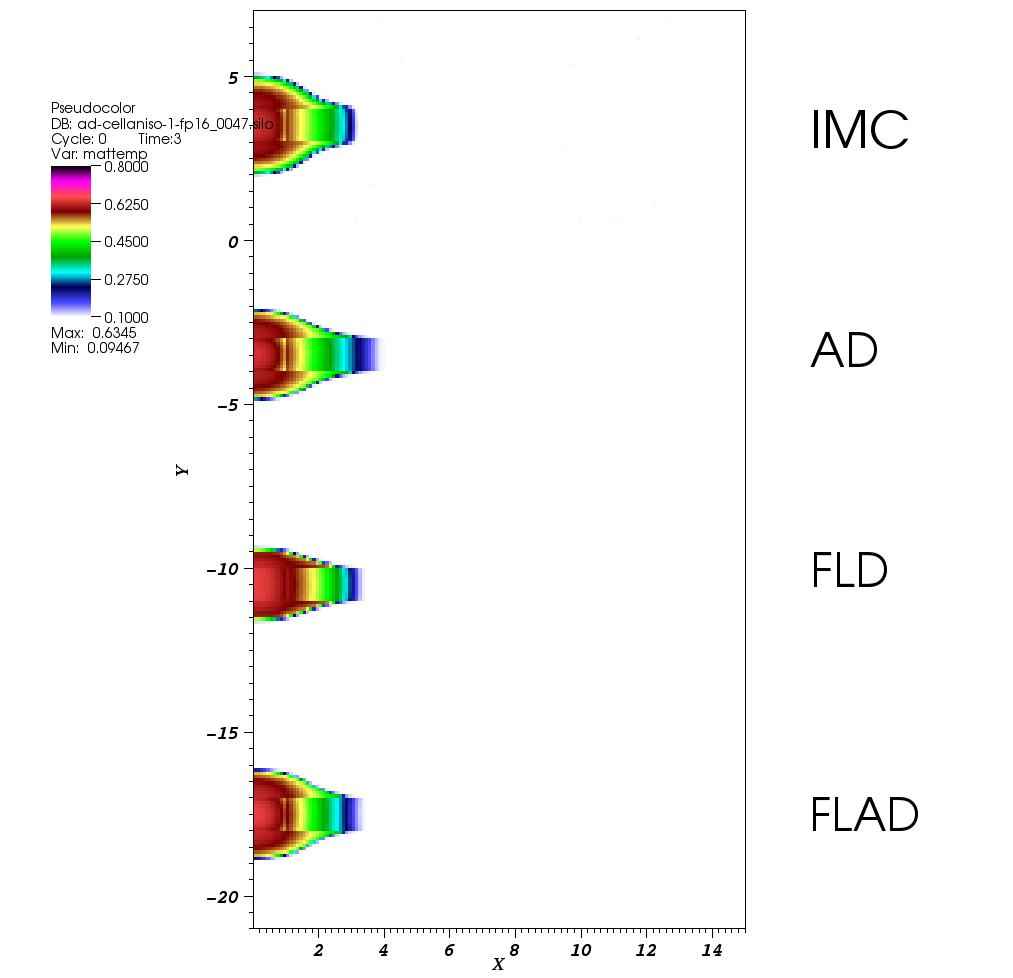 Pseudocolor
DB: ad-cellaniso-1-fp16_0047.silo
Cycle: 0 Time:3
Var: mattemp
0.8000
0.6250
0.4500
0.2750
0.1000
Max: 0.6345
Min: 0.09467
5
0
-5
-10
-15
-20
Y
2 4 6 8 10 12 14
X
IMC
AD
FLD
FLAD